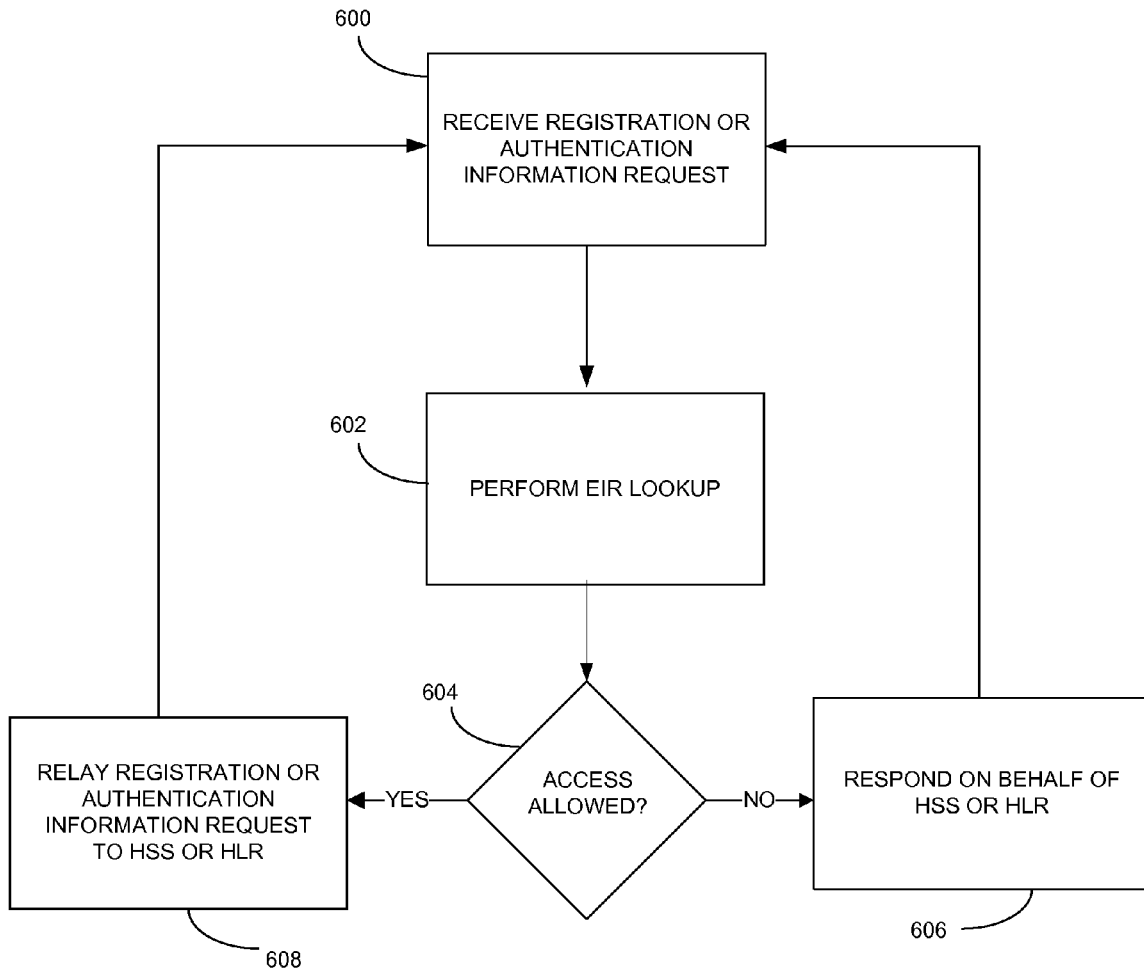 600
RECEIVE REGISTRATION OR
AUTHENTICATION
INFORMATION REQUEST
602
PERFORM EIR LOOKUP
604
ACCESS
ALLOWED?
YES
NO
RELAY REGISTRATION OR
AUTHENTICATION
INFORMATION REQUEST
TO HSS OR HLR
608
RESPOND ON BEHALF OF
HSS OR HLR
606